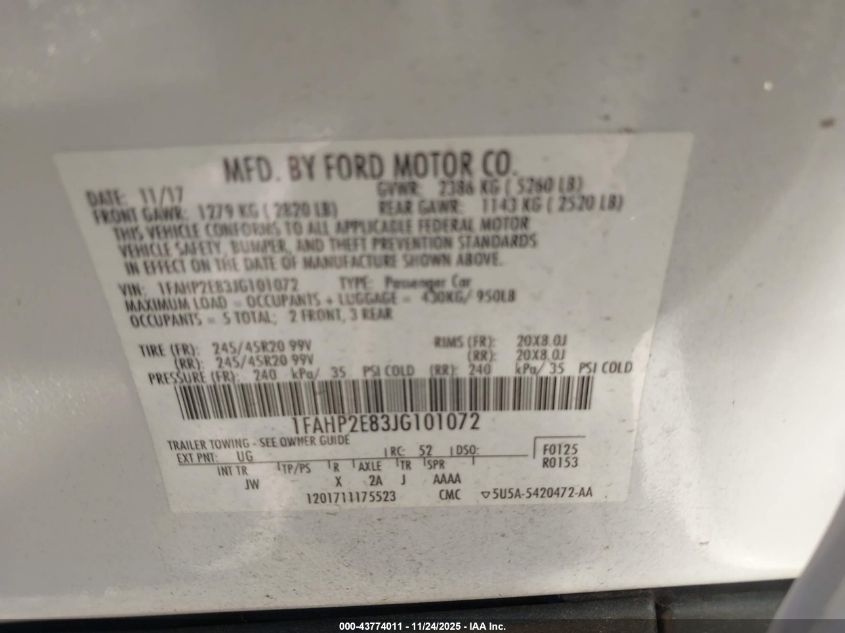 MFD. BY FORD MOTOR CO.
DATE: 11/17 GVWR: 2386 KG ( 5260 LB)
FRONT GAWR: 1279 KG ( 2820 LB) REAR GAWR: 1143 KG ( 2520 LB)
THIS VEHICLE CONFORMS TO ALL APPLICABLE FEDERAL MOTOR
VEHICLE SAFETY, BUMPER, AND THEFT PREVENTION STANDARDS
IN EFFECT ON THE DATE OF MANUFACTURE SHOWN ABOVE.
VIN: 1FAHP2E83JG101072 TYPE: Passenger Car
MAXIMUM LOAD = OCCUPANTS + LUGGAGE = 430KG/ 950LB
OCCUPANTS = 5 TOTAL; 2 FRONT, 3 REAR
TIRE (FR): 245/45R20 99V RIMS (FR): 20X8.0J
(RR): 245/45R20 99V (RR): 20X8.0J
PRESSURE (FR): 240 kPa/ 35 PSI COLD (RR): 240 kPa/ 35 PSI COLD
1FAHP2E83JG101072
TRAILER TOWING - SEE OWNER GUIDE
EXT PNT: UG RC: 52 DSO: F0125
R0153
INT TR TP/PS R AXLE TR SPR
JW X 2A J AAAA
1201711175523 CMC ▽5U5A-5420472-AA
000-43774011 - 11/24/2025 - IAA Inc.